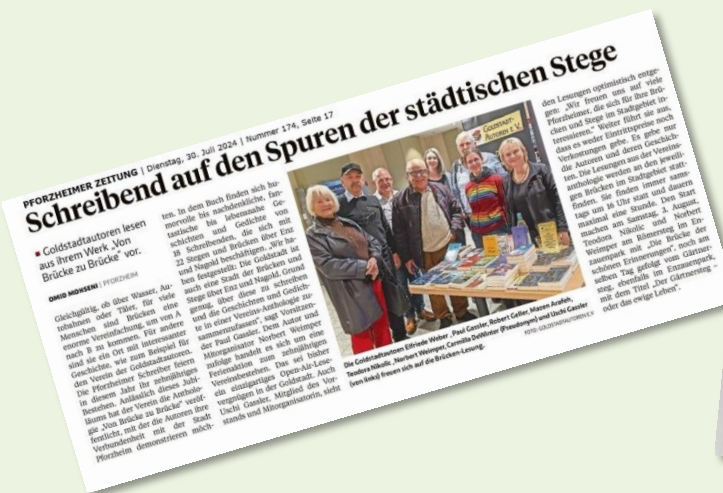 PFORZHEIMER ZEITUNG | Dienstag, 30. Juli 2024 | Nummer 174, Seite 17
Schreibend auf den Spuren der städtischen Stege
■ Goldstadtautoren lesen
aus ihrem Werk „Von
Brücke zu Brücke" vor.
OMID MOHSENI | PFORZHEIM
Gleichgültig, ob über Wasser, Au-
tobahnen oder Täler, für viele
Menschen sind Brücken eine
enorme Vereinfachung, um von A
nach B zu kommen. Für andere
sind sie ein Ort mit interessanter
Geschichte, wie zum Beispiel für
den Verein der Goldstadtautoren.
Die Pforzheimer Schreiber feiern
in diesem Jahr ihr zehnjähriges
Bestehen. Anlässlich dieses Jubi-
läums hat der Verein die Antholo-
gie „Von Brücke zu Brücke" veröf-
fentlicht, mit der die Autoren ihre
Verbundenheit mit der Stadt
Pforzheim demonstrieren möch-
ten. In dem Buch finden sich hu-
morvolle bis nachdenkliche, fan-
tastische bis lebensnahe Ge-
schichten und Gedichte von
18 Schreibenden, die sich mit
22 Stegen und Brücken über Enz
und Nagold beschäftigen. „Wir ha-
ben festgestellt: Die Goldstadt ist
auch eine Stadt der Brücken und
Stege über Enz und Nagold. Grund
genug, über diese zu schreiben
und die Geschichten und Gedich-
te in einer Vereins-Anthologie zu-
sammenzufassen", sagt Vorsitzen-
der Paul Gassler. Dem Autor und
Mitorganisator Norbert Weimper
zufolge handelt es sich um eine
Ferienaktion zum zehnjährigen
Vereinsbestehen. Das sei bisher
ein einzigartiges Open-Air-Lese-
vergnügen in der Goldstadt. Auch
Uschi Gassler, Mitglied des Vor-
stands und Mitorganisatorin, sieht
GOLDSTADT-
AUTOREN E.V.
Die Goldstadtautoren Elfriede Weber, Paul Gassler, Robert Geller, Mazen Arafeh,
Teodora Nikolic, Norbert Weimper, Carmilla DeWinter (Pseudonym) und Uschi Gassler
(von links) freuen sich auf die Brücken-Lesung.
FOTO: GOLDSTADTAUTOREN E.V.
den Lesungen optimistisch entge-
gen: „Wir freuen uns auf viele
Pforzheimer, die sich für ihre Brü-
cken und Stege im Stadtgebiet in-
teressieren." Weiter führt sie aus,
dass es weder Eintrittspreise noch
Verkostungen gebe. Es gebe nur
die Autoren und deren Geschich-
ten. Die Lesungen aus der Vereins-
anthologie werden an den jeweili-
gen Brücken im Stadtgebiet statt-
finden. Sie finden immer sams-
tags um 16 Uhr statt und dauern
maximal eine Stunde. Den Start
machen am Samstag, 3. August,
Teodora Nikolic und Norbert
Weimper am Römersteg im En-
zauenpark mit „Die Brücke der
schönen Erinnerungen", noch am
selben Tag gefolgt vom Gärtner-
steg, ebenfalls im Enzauenpark,
mit dem Titel „Der Gärtnersteg –
oder das ewige Leben".